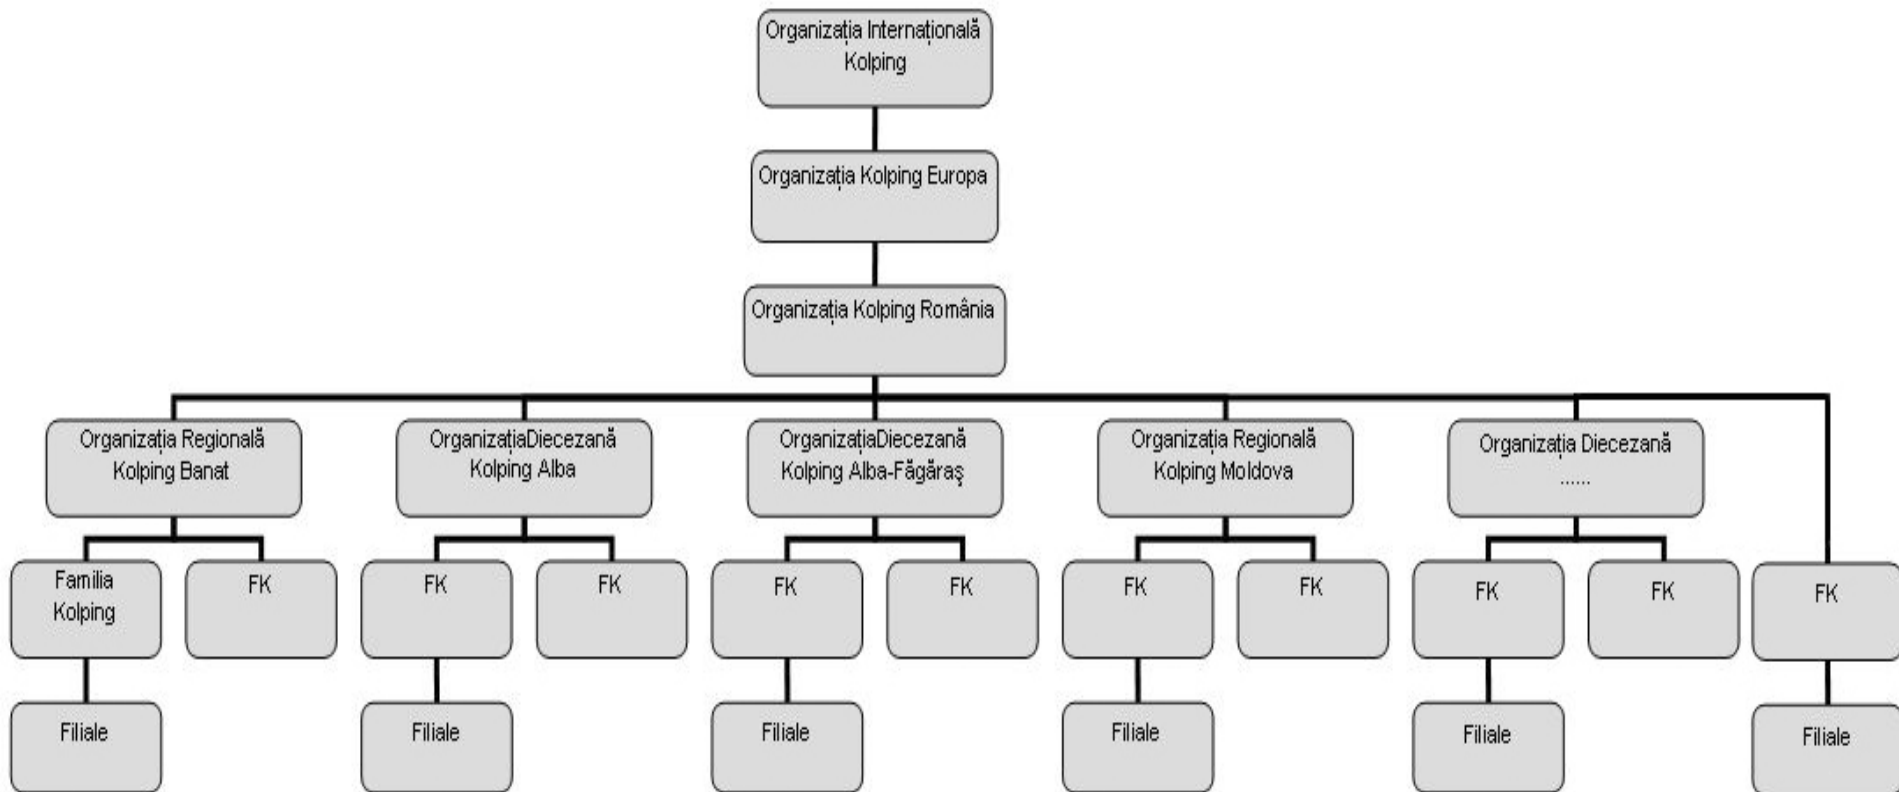 Organizația Internațională
Kolping
Organizația Kolping Europa
Organizația Kolping România
Organizația Regională
Kolping Banat
OrganizațiaDiecezană
Kolping Alba
OrganizațiaDiecezană
Kolping Alba-Făgăraş
Organizația Regională
Kolping Moldova
Organizația Diecezană
......
Familia
Kolping
FK
FK
FK
FK
FK
FK
FK
FK
FK
FK
Filiale
Filiale
Filiale
Filiale
Filiale
Filiale